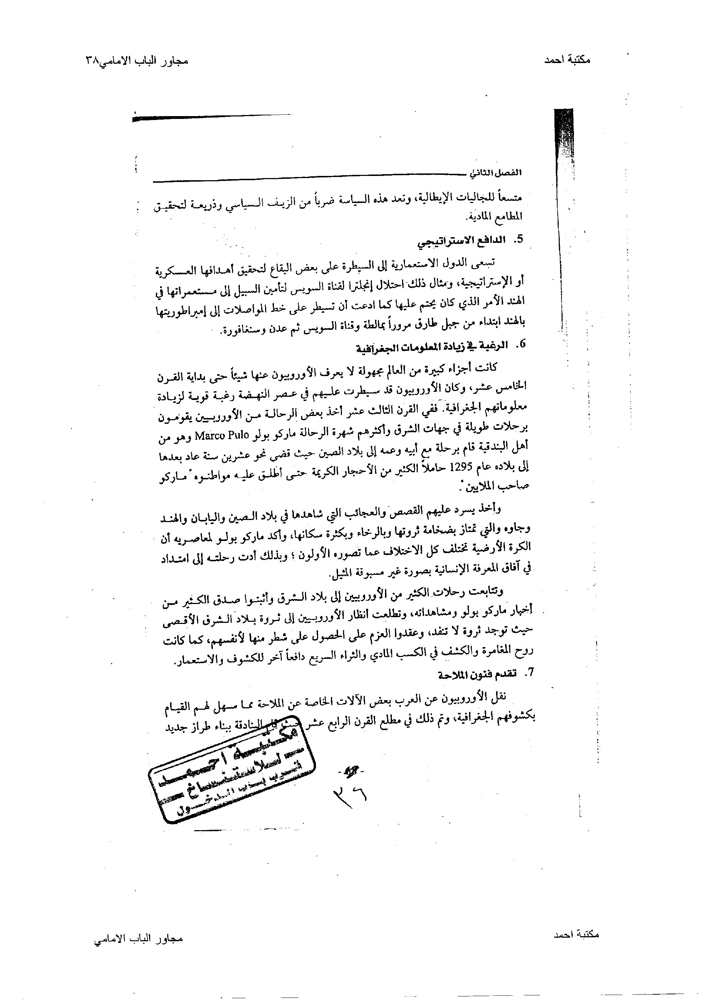 مكتبة احمد
مجاور الباب الامامي٣٨
الفصل الثاني
متسعاً للجاليات الإيطالية، وتعد هذه السياسة ضرباً من الزيف السياسي وذريعة لتحقيق
المطامع المادية.
5. الدافع الاستراتيجي
تسعى الدول الاستعمارية إلى السيطرة على بعض البقاع لتحقيق أهدافها العسكرية
أو الإستراتيجية، ومثال ذلك احتلال إنجلترا لقناة السويس لتأمين السبيل إلى مستعمراتها في
الهند الأمر الذي كان يحتم عليها كما ادعت أن تسيطر على خط المواصلات إلى إمبراطوريتها
بالهند ابتداء من جبل طارق مروراً بمالطة وقناة السويس ثم عدن وسنغافورة.
6. الرغبة في زيادة المعلومات الجغرافية
كانت أجزاء كبيرة من العالم مجهولة لا يعرف الأوروبيون عنها شيئاً حتى بداية القرن
الخامس عشر، وكان الأوروبيون قد سيطرت عليهم في عصر النهضة رغبة قوية لزيادة
معلوماتهم الجغرافية. ففي القرن الثالث عشر أخذ بعض الرحالة من الأوروبيين يقومون
برحلات طويلة في جهات الشرق وأكثرهم شهرة الرحالة ماركو بولو Marco Pulo وهو من
أهل البندقية قام برحلة مع أبيه وعمه إلى بلاد الصين حيث قضى نحو عشرين سنة عاد بعدها
إلى بلاده عام 1295 حاملاً الكثير من الأحجار الكريمة حتى أطلق عليه مواطنوه "ماركو
صاحب الملايين".
وأخذ يسرد عليهم القصص والعجائب التي شاهدها في بلاد الصين واليابان والهند
وجاوه والتي تمتاز بضخامة ثروتها وبالرخاء وبكثرة سكانها، وأكد ماركو بولو لمعاصريه أن
الكرة الأرضية تختلف كل الاختلاف عما تصوره الأولون ؛ وبذلك أدت رحلته إلى امتداد
في آفاق المعرفة الإنسانية بصورة غير مسبوقة المثيل.
وتتابعت رحلات الكثير من الأوروبيين إلى بلاد الشرق وأثبتوا صدق الكثير من
أخبار ماركو بولو ومشاهداته، وتطلعت أنظار الأوروبيين إلى ثروة بلاد الشرق الأقصى
حيث توجد ثروة لا تنفد، وعقدوا العزم على الحصول على شطر منها لأنفسهم، كما كانت
روح المغامرة والكشف في الكسب المادي والثراء السريع دافعاً آخر للكشوف والاستعمار.
7. تقدم فنون الملاحة
نقل الأوروبيون عن العرب بعض الآلات الخاصة عن الملاحة مما سهل لهم القيام
بكشوفهم الجغرافية، وتم ذلك في مطلع القرن الرابع عشر حيث قام البنادقة ببناء طراز جديد
مكتبة احمد
للاستنساخ
قرب باب الدخول
٣٦
مكتبة احمد
مجاور الباب الامامي